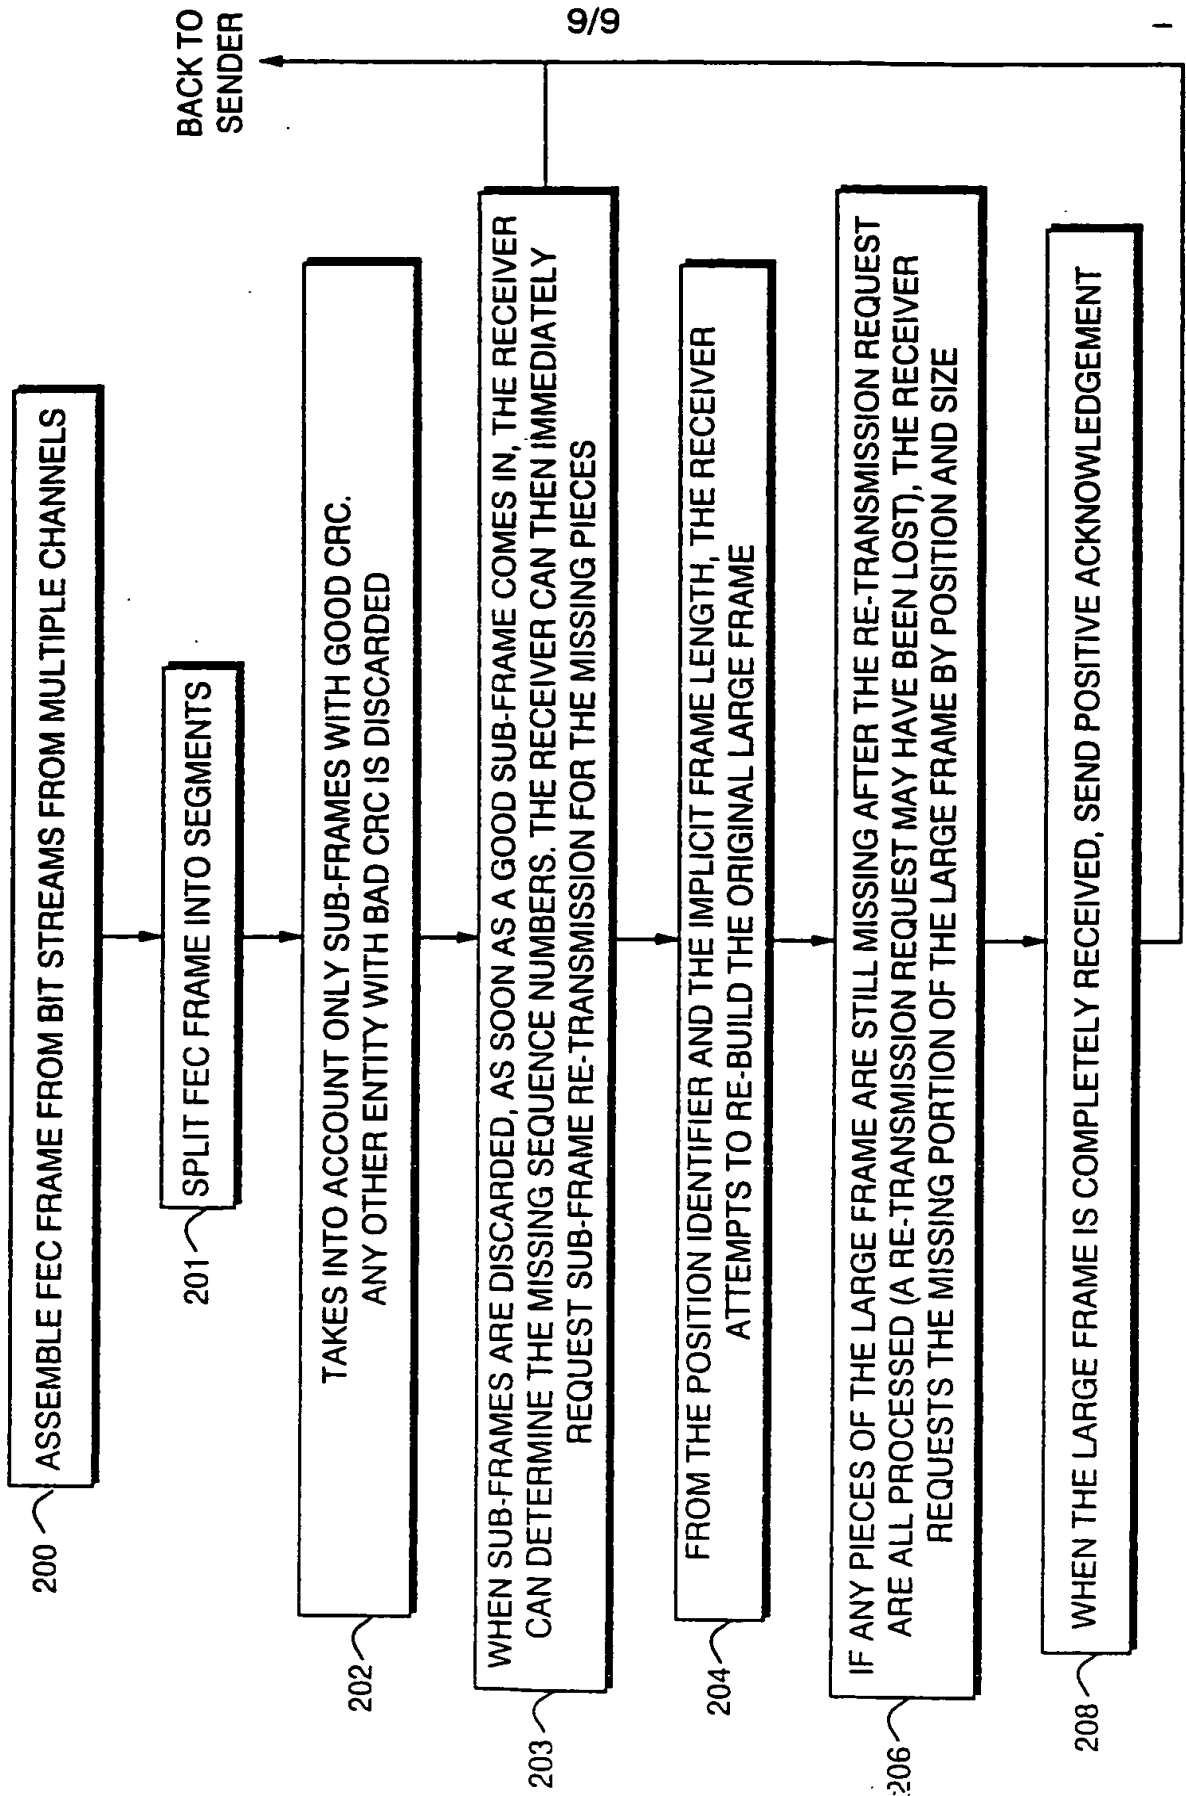 6/6
BACK TO
SENDER
200
ASSEMBLE FEC FRAME FROM BIT STREAMS FROM MULTIPLE CHANNELS
201
SPLIT FEC FRAME INTO SEGMENTS
202
TAKES INTO ACCOUNT ONLY SUB-FRAMES WITH GOOD CRC.
ANY OTHER ENTITY WITH BAD CRC IS DISCARDED
203
WHEN SUB-FRAMES ARE DISCARDED, AS SOON AS A GOOD SUB-FRAME COMES IN, THE RECEIVER
CAN DETERMINE THE MISSING SEQUENCE NUMBERS. THE RECEIVER CAN THEN IMMEDIATELY
REQUEST SUB-FRAME RE-TRANSMISSION FOR THE MISSING PIECES
204
FROM THE POSITION IDENTIFIER AND THE IMPLICIT FRAME LENGTH, THE RECEIVER
ATTEMPTS TO RE-BUILD THE ORIGINAL LARGE FRAME
206
IF ANY PIECES OF THE LARGE FRAME ARE STILL MISSING AFTER THE RE-TRANSMISSION REQUEST
ARE ALL PROCESSED (A RE-TRANSMISSION REQUEST MAY HAVE BEEN LOST), THE RECEIVER
REQUESTS THE MISSING PORTION OF THE LARGE FRAME BY POSITION AND SIZE
208
WHEN THE LARGE FRAME IS COMPLETELY RECEIVED, SEND POSITIVE ACKNOWLEDGEMENT